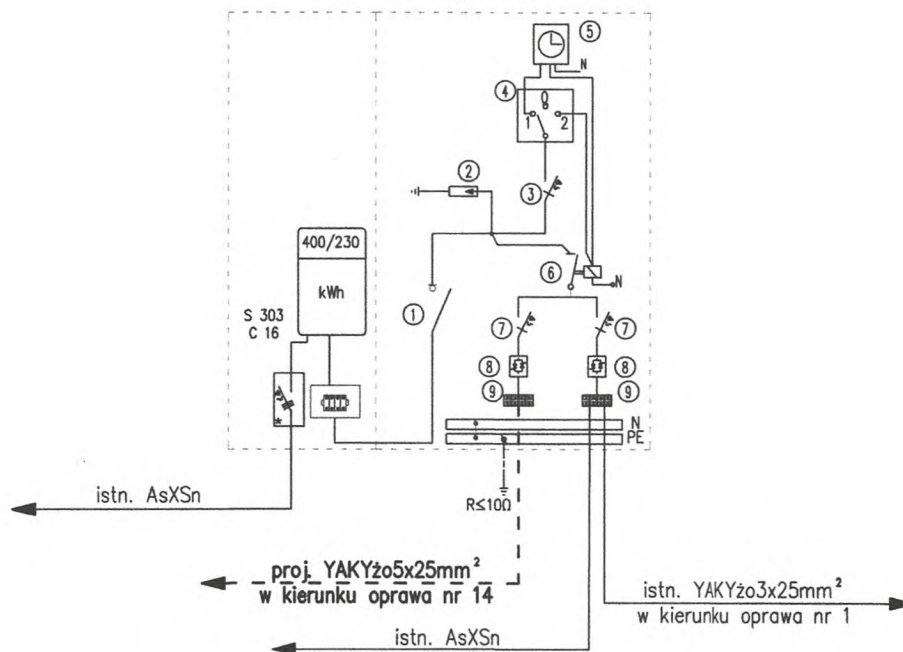 5
N
4
0
1 2
2
3
400/230
kWh
6
N
S 303
C 16
1
7
7
8
8
9
9
*
N
PE
R≤10Ω
istn. AsXSn
proj. YAKYżo5x25mm²
w kierunku oprawa nr 14
istn. YAKYżo3x25mm²
w kierunku oprawa nr 1
istn. AsXSn